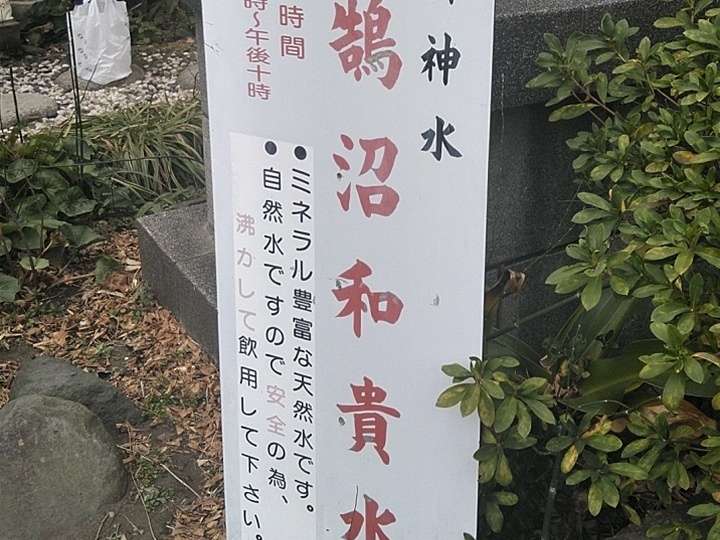 神水
鵠沼和貴水
時間
時～午後十時
●ミネラル豊富な天然水です。
●自然水ですので安全の為、
沸かして飲用して下さい。